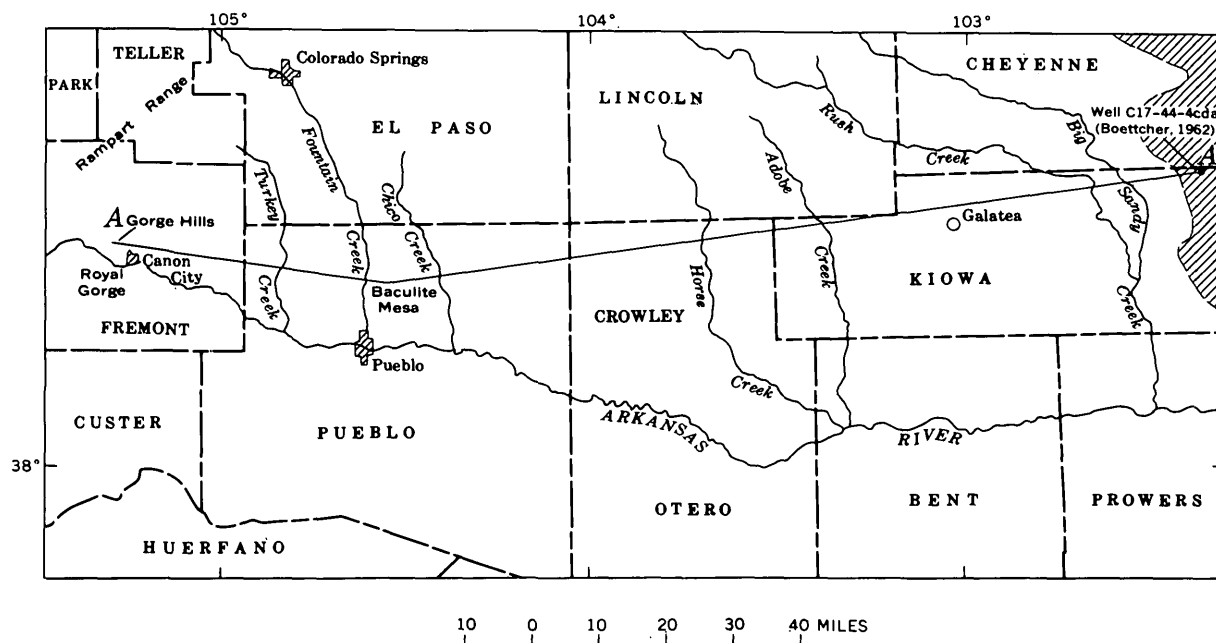 105°
104°
103°
TELLER
PARK
Rampart Range
Colorado Springs
EL PASO
LINCOLN
CHEYENNE
Well C17-44-4cda
(Boettcher, 1962)
Rush
Creek
Big
Sandy
Creek
Fountain
Creek
Turkey
Creek
Chico
Creek
Adobe
Creek
Horse
Creek
A
Gorge Hills
Canon
City
Royal
Gorge
FREMONT
Baculite
Mesa
Pueblo
Galatea
KIOWA
CROWLEY
CUSTER
PUEBLO
ARKANSAS
RIVER
38°
OTERO
BENT
PROWERS
HUERFANO
10 0 10 20 30 40 MILES